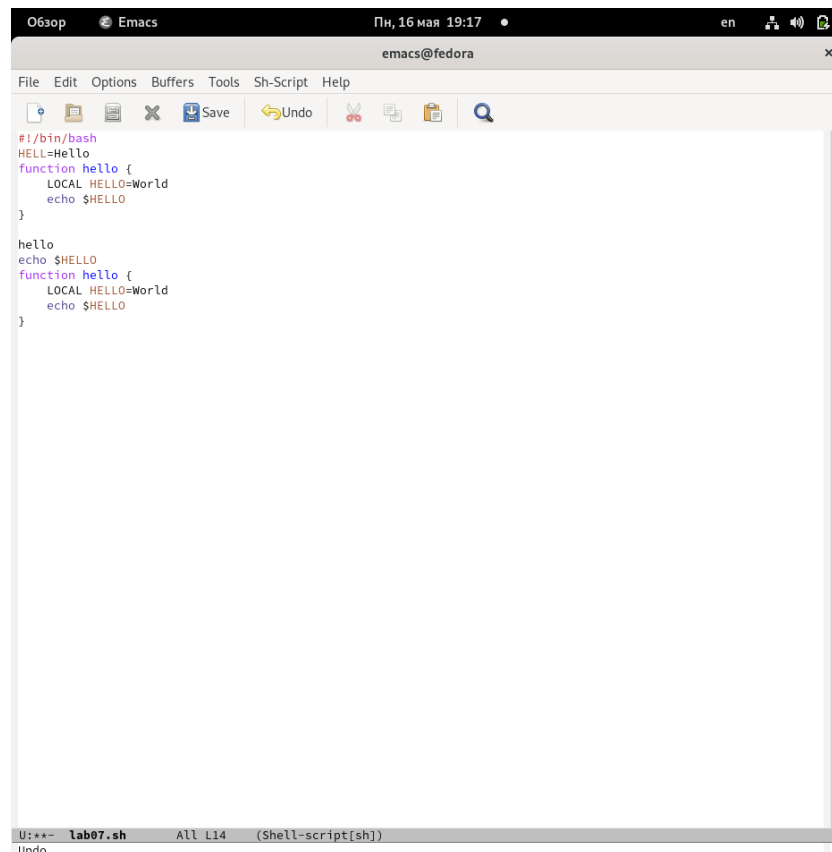 Обзор Emacs Пн, 16 мая 19:17 en
emacs@fedora ×
File Edit Options Buffers Tools Sh-Script Help
Save Undo
#!/bin/bash
HELL=Hello
function hello {
    LOCAL HELLO=World
    echo $HELLO
}
hello
echo $HELLO
function hello {
    LOCAL HELLO=World
    echo $HELLO
}
U:**- lab07.sh All L14 (Shell-script[sh])
Undo